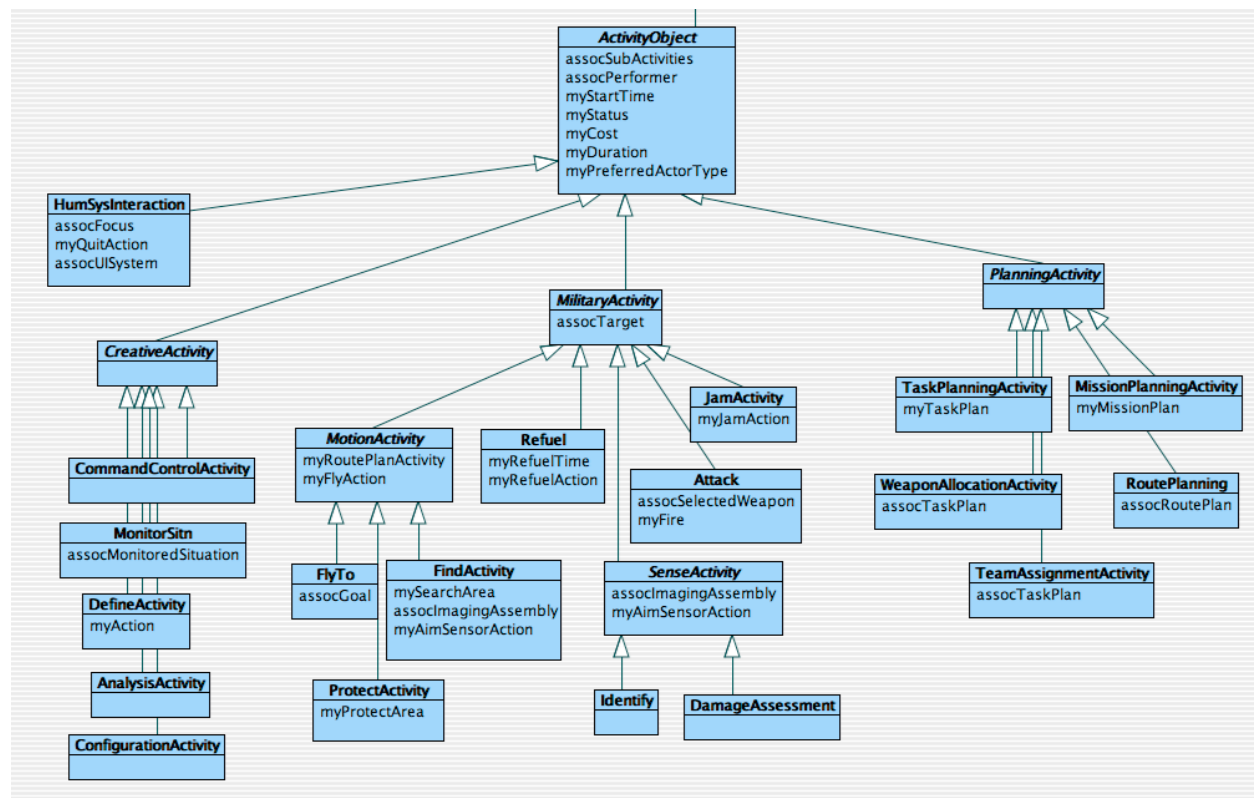 ActivityObject
assocSubActivities
assocPerformer
myStartTime
myStatus
myCost
myDuration
myPreferredActorType
HumSysInteraction
assocFocus
myQuitAction
assocUISystem
CreativeActivity
MilitaryActivity
assocTarget
PlanningActivity
CommandControlActivity
MonitorSitn
assocMonitoredSituation
DefineActivity
myAction
AnalysisActivity
ConfigurationActivity
MotionActivity
myRoutePlanActivity
myFlyAction
Refuel
myRefuelTime
myRefuelAction
JamActivity
myJamAction
Attack
assocSelectedWeapon
myFire
FlyTo
assocGoal
FindActivity
mySearchArea
assocImagingAssembly
myAimSensorAction
ProtectActivity
myProtectArea
SenseActivity
assocImagingAssembly
myAimSensorAction
Identify
DamageAssessment
TaskPlanningActivity
myTaskPlan
MissionPlanningActivity
myMissionPlan
WeaponAllocationActivity
assocTaskPlan
RoutePlanning
assocRoutePlan
TeamAssignmentActivity
assocTaskPlan